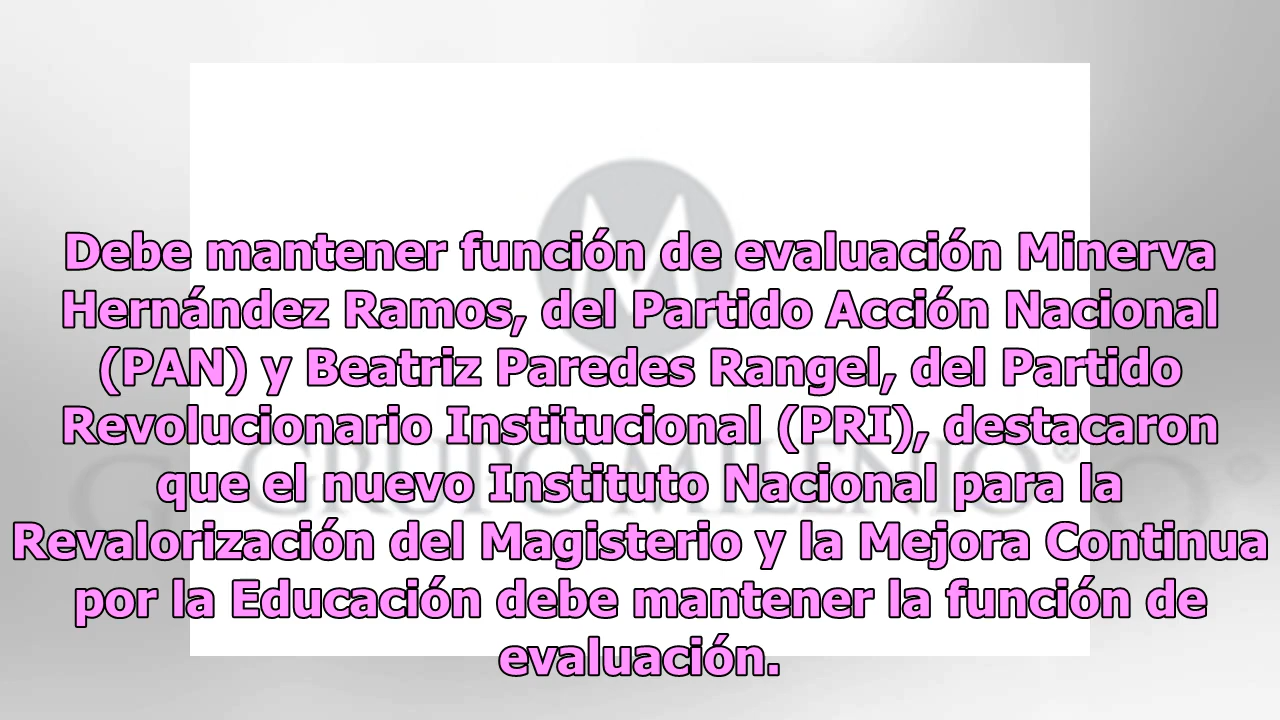 Debe mantener función de evaluación Minerva
Hernández Ramos, del Partido Acción Nacional
(PAN) y Beatriz Paredes Rangel, del Partido
Revolucionario Institucional (PRI), destacaron
que el nuevo Instituto Nacional para la
Revalorización del Magisterio y la Mejora Continua
por la Educación debe mantener la función de
evaluación.
M
GRUPO MILENIO®